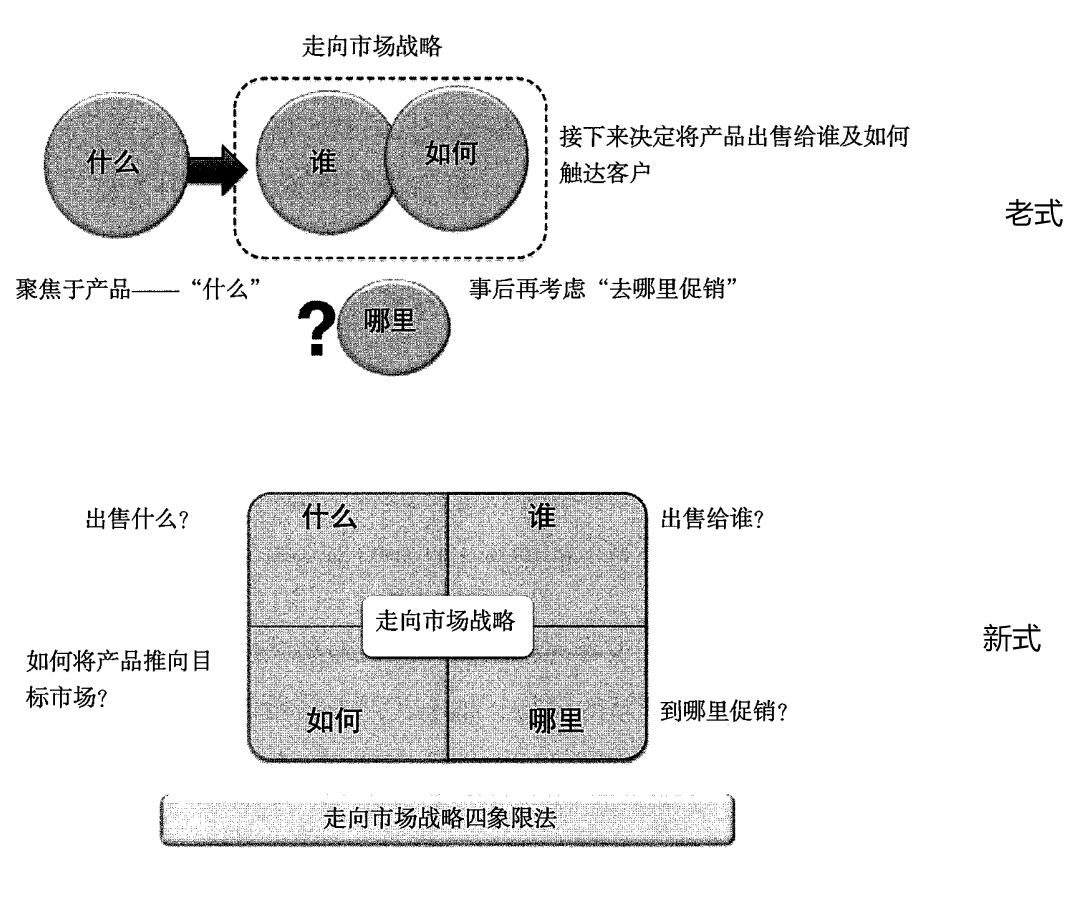 走向市场战略
什么
谁
如何
接下来决定将产品出售给谁及如何
触达客户
老式
聚焦于产品——“什么”
?
哪里
事后再考虑“去哪里促销”
出售什么?
什么
谁
出售给谁?
走向市场战略
新式
如何将产品推向目
标市场?
如何
哪里
到哪里促销?
走向市场战略四象限法